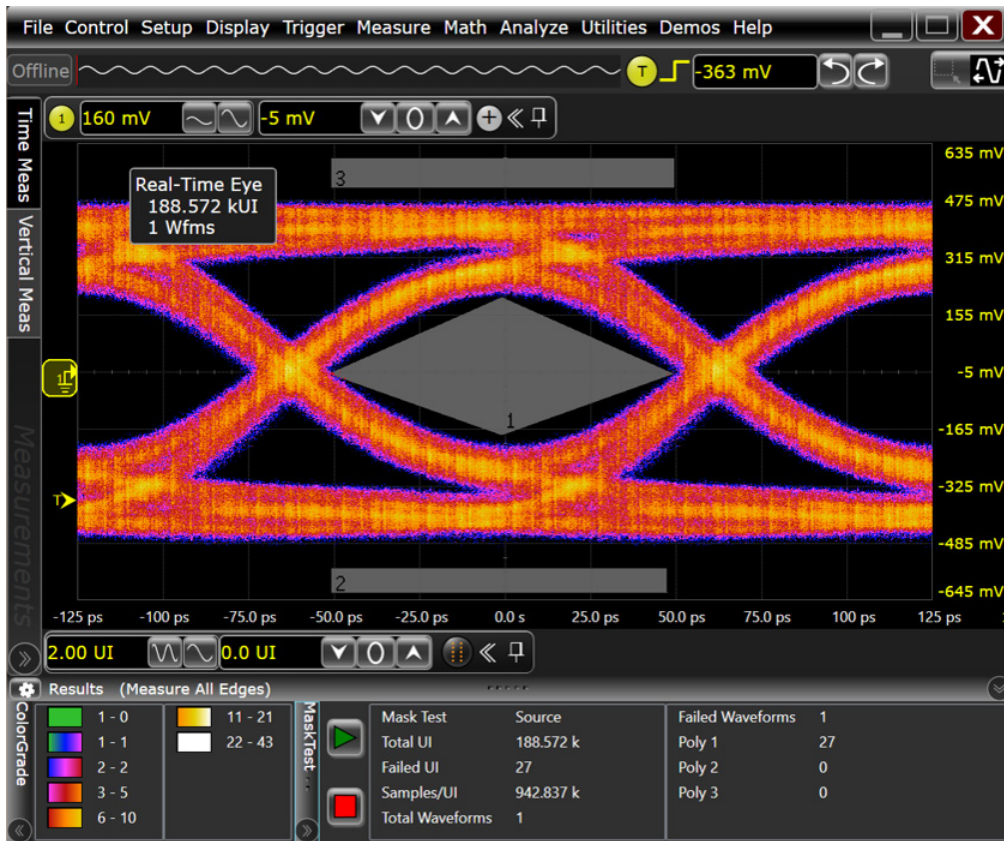 File Control Setup Display Trigger Measure Math Analyze Utilities Demos Help
Offline T -363 mV
1 160 mV -5 mV 0
Time Meas
Vertical Meas
Measurements
Real-Time Eye
188.572 kUI
1 Wfms
3
1
2
1
T
635 mV
475 mV
315 mV
155 mV
-5 mV
-165 mV
-325 mV
-485 mV
-645 mV
-125 ps -100 ps -75.0 ps -50.0 ps -25.0 ps 0.0 s 25.0 ps 50.0 ps 75.0 ps 100 ps 125 ps
2.00 UI 0.0 UI 0
Results (Measure All Edges)
ColorGrade
1 - 0 11 - 21
1 - 1 22 - 43
2 - 2
3 - 5
6 - 10
MaskTest...
Mask Test Source Failed Waveforms 1
Total UI 188.572 k Poly 1 27
Failed UI 27 Poly 2 0
Samples/UI 942.837 k Poly 3 0
Total Waveforms 1